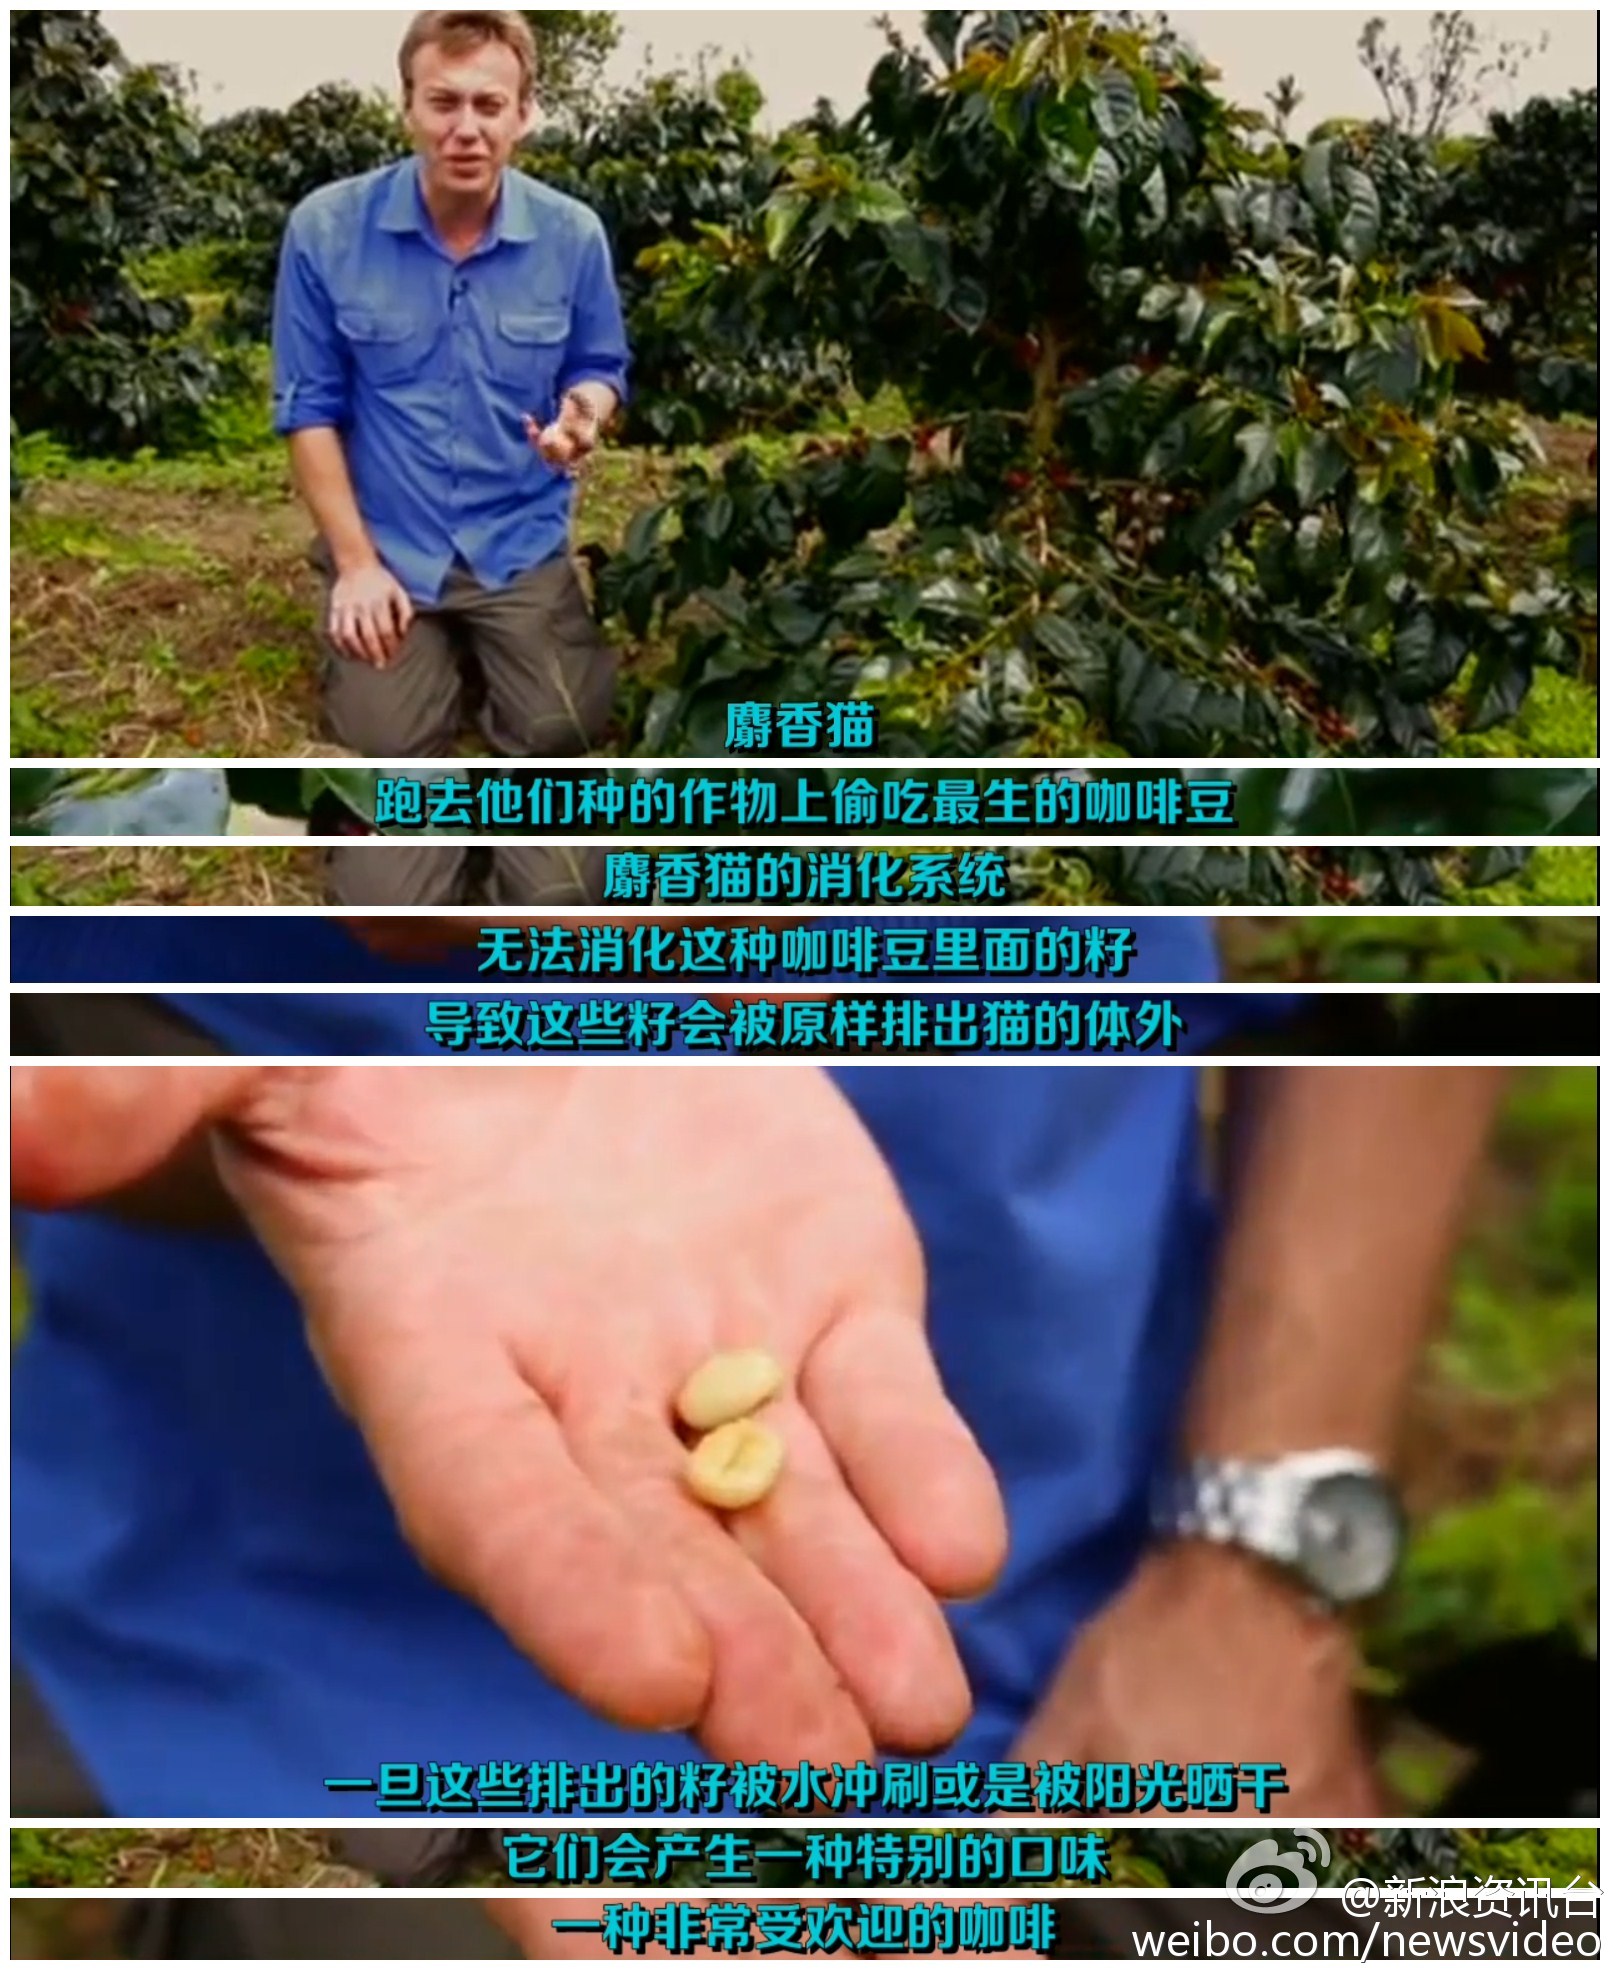 麝香猫
跑去他们种的作物上偷吃最生的咖啡豆
麝香猫的消化系统
无法消化这种咖啡豆里面的籽
导致这些籽会被原样排出猫的体外
一旦这些排出的籽被水冲刷或是被阳光晒干
它们会产生一种特别的口味
一种非常受欢迎的咖啡
@新浪资讯台
weibo.com/newsvideo